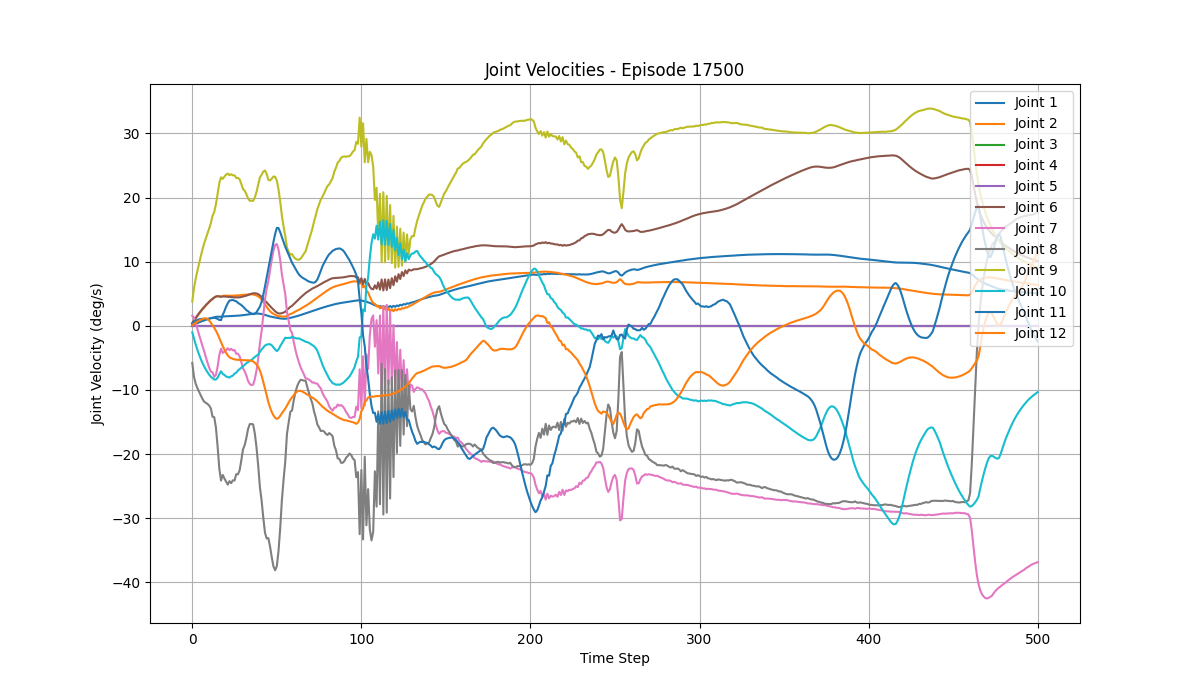 Joint Velocities - Episode 17500
Joint Velocity (deg/s)
30
20
10
0
−10
−20
−30
−40
0
100
200
300
400
500
Time Step
Joint 1
Joint 2
Joint 3
Joint 4
Joint 5
Joint 6
Joint 7
Joint 8
Joint 9
Joint 10
Joint 11
Joint 12